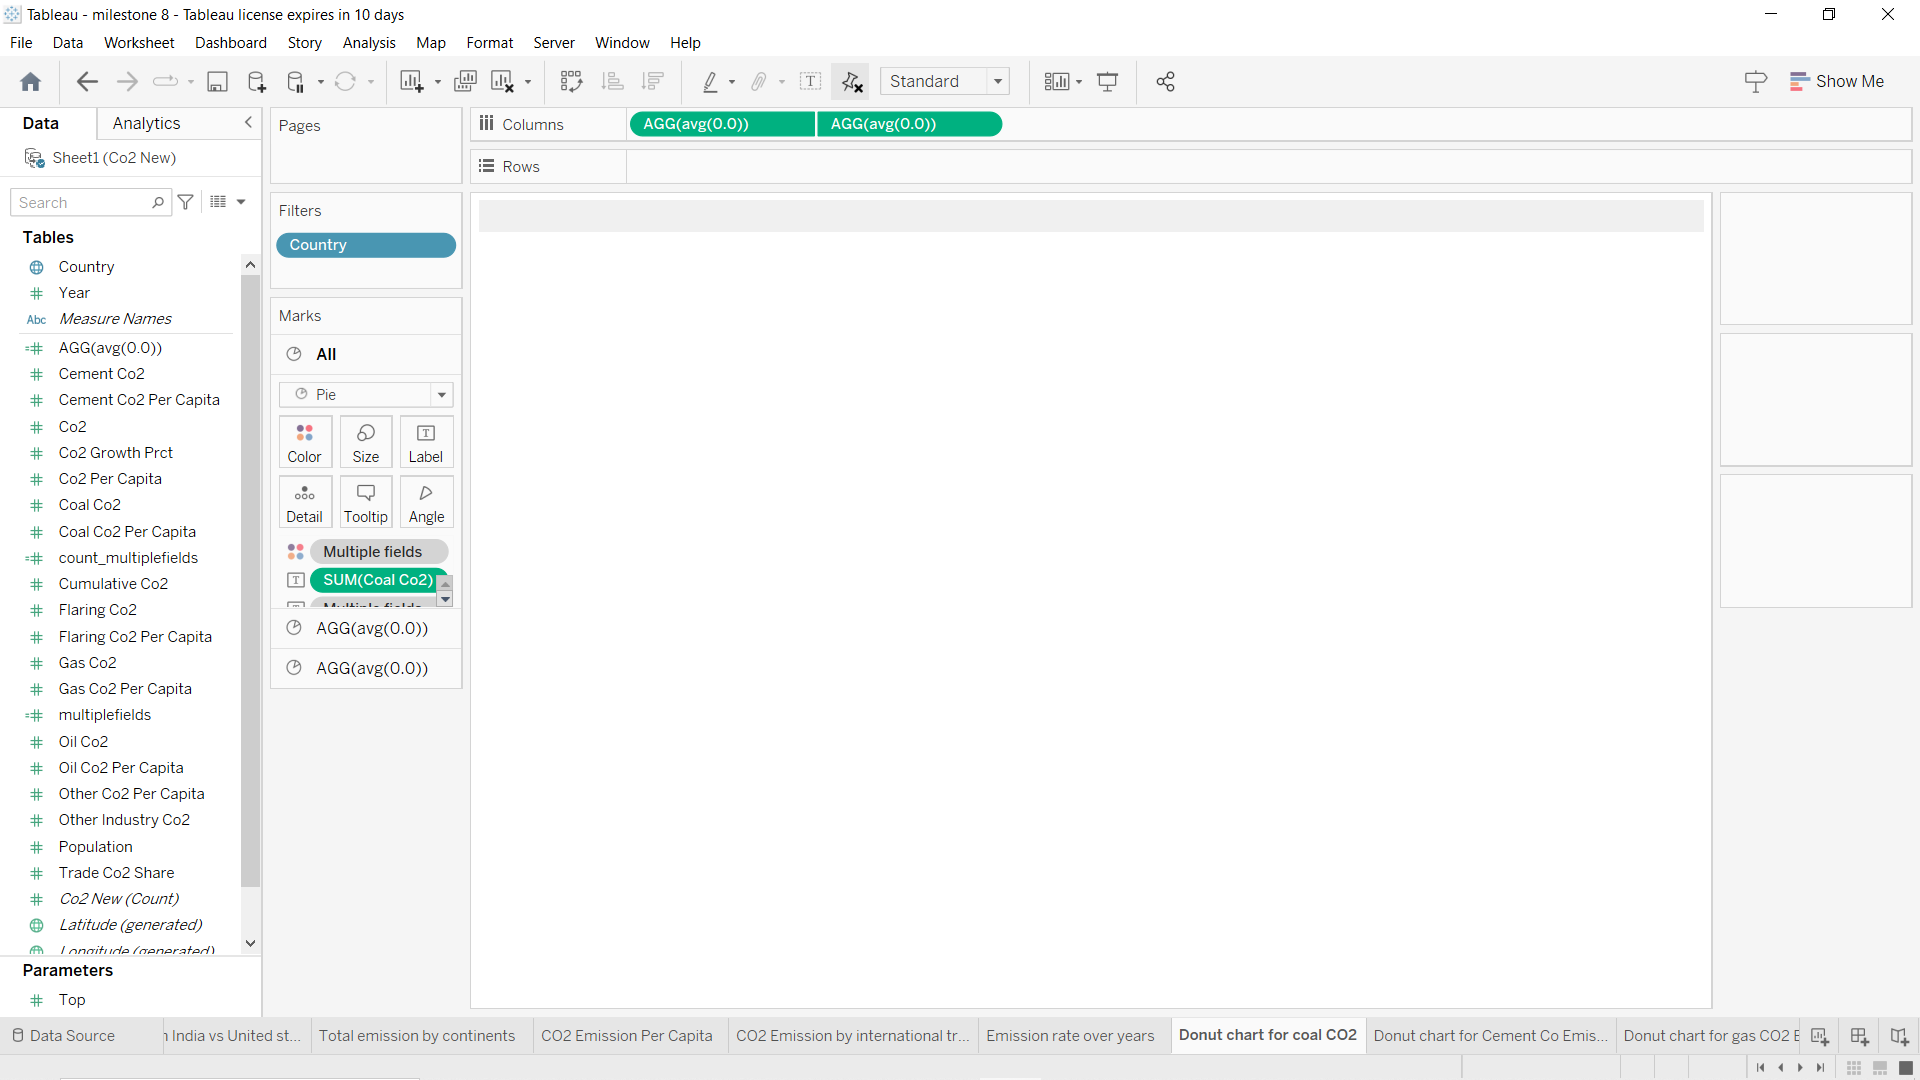 Tableau - milestone 8 - Tableau license expires in 10 days
File Data Worksheet Dashboard Story Analysis Map Format Server Window Help
Standard
Show Me
Data Analytics
Sheet1 (Co2 New)
Search
Tables
Country
Year
Abc Measure Names
AGG(avg(0.0))
Cement Co2
Cement Co2 Per Capita
Co2
Co2 Growth Prct
Co2 Per Capita
Coal Co2
Coal Co2 Per Capita
count_multiplefields
Cumulative Co2
Flaring Co2
Flaring Co2 Per Capita
Gas Co2
Gas Co2 Per Capita
multiplefields
Oil Co2
Oil Co2 Per Capita
Other Co2 Per Capita
Other Industry Co2
Population
Trade Co2 Share
Co2 New (Count)
Latitude (generated)
Longitude (generated)
Parameters
Top
Pages
Filters
Country
Marks
All
Pie
Color Size Label
Detail Tooltip Angle
Multiple fields
SUM(Coal Co2)
Multiple fields
AGG(avg(0.0))
AGG(avg(0.0))
Columns AGG(avg(0.0)) AGG(avg(0.0))
Rows
Data Source
n India vs United st...
Total emission by continents
CO2 Emission Per Capita
CO2 Emission by international tr...
Emission rate over years
Donut chart for coal CO2
Donut chart for Cement Co Emis...
Donut chart for gas CO2 E